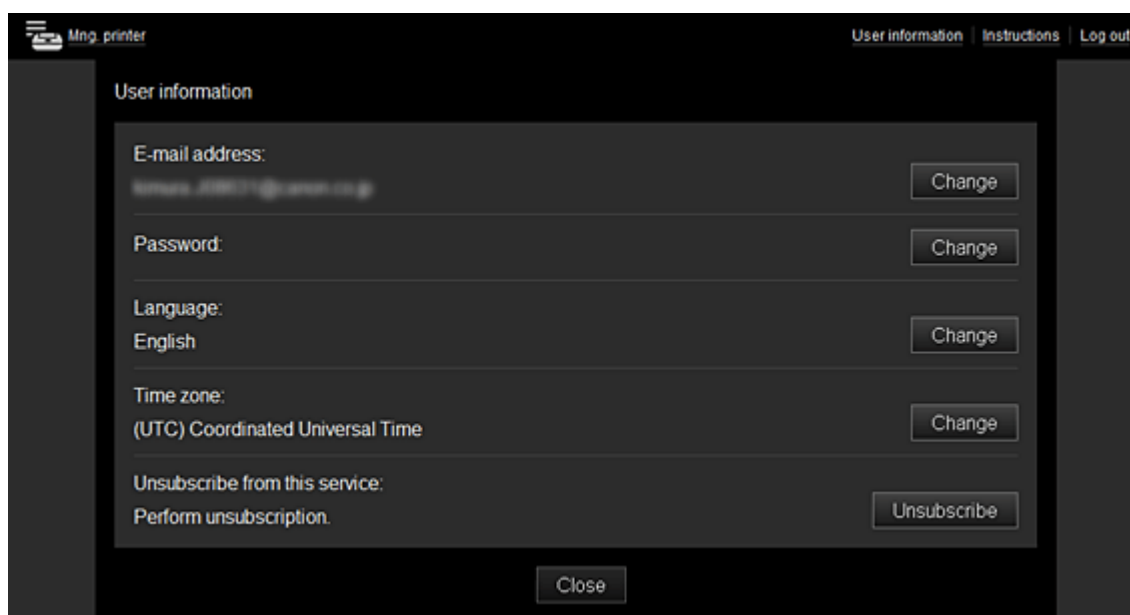 Mng. printer
User information
Instructions
Log out
User information
E-mail address:
Change
Password:
Change
Language:
English
Change
Time zone:
(UTC) Coordinated Universal Time
Change
Unsubscribe from this service:
Perform unsubscription.
Unsubscribe
Close